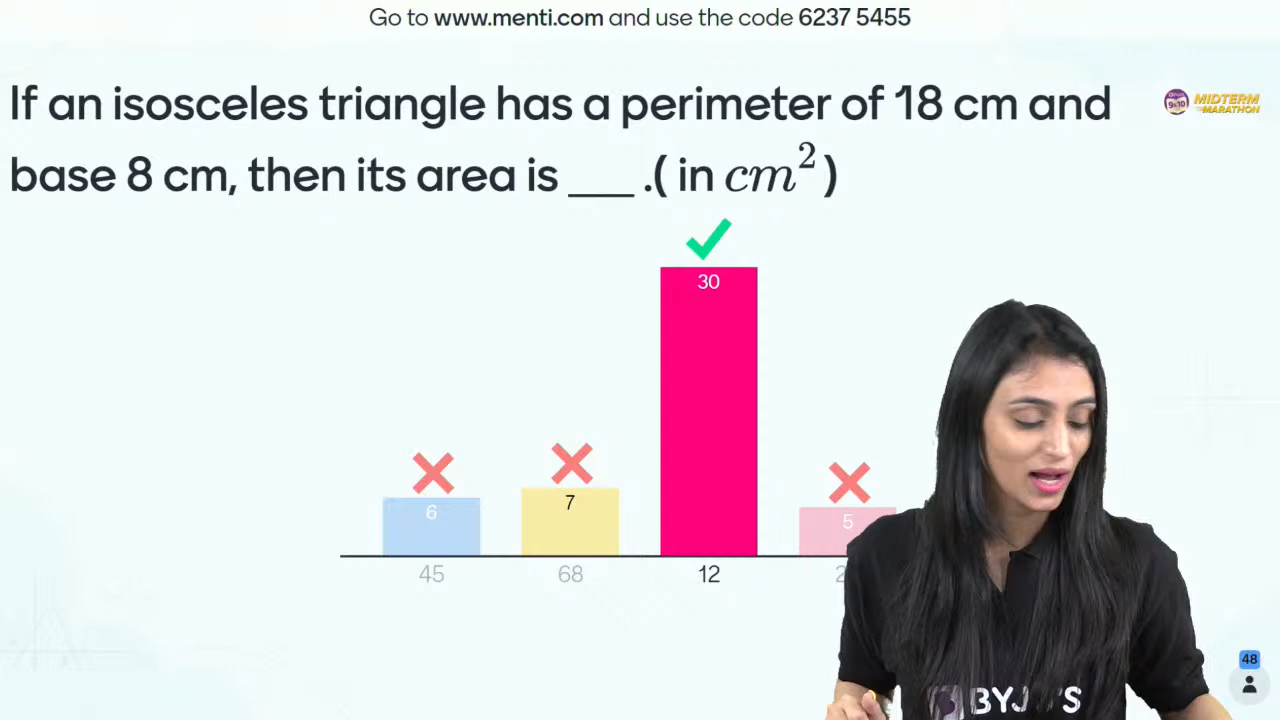 Go to www.menti.com and use the code 6237 5455
If an isosceles triangle has a perimeter of 18 cm and
base 8 cm, then its area is ___ .( in cm² )
MIDTERM
MARATHON
30
6
7
5
45
68
12
48